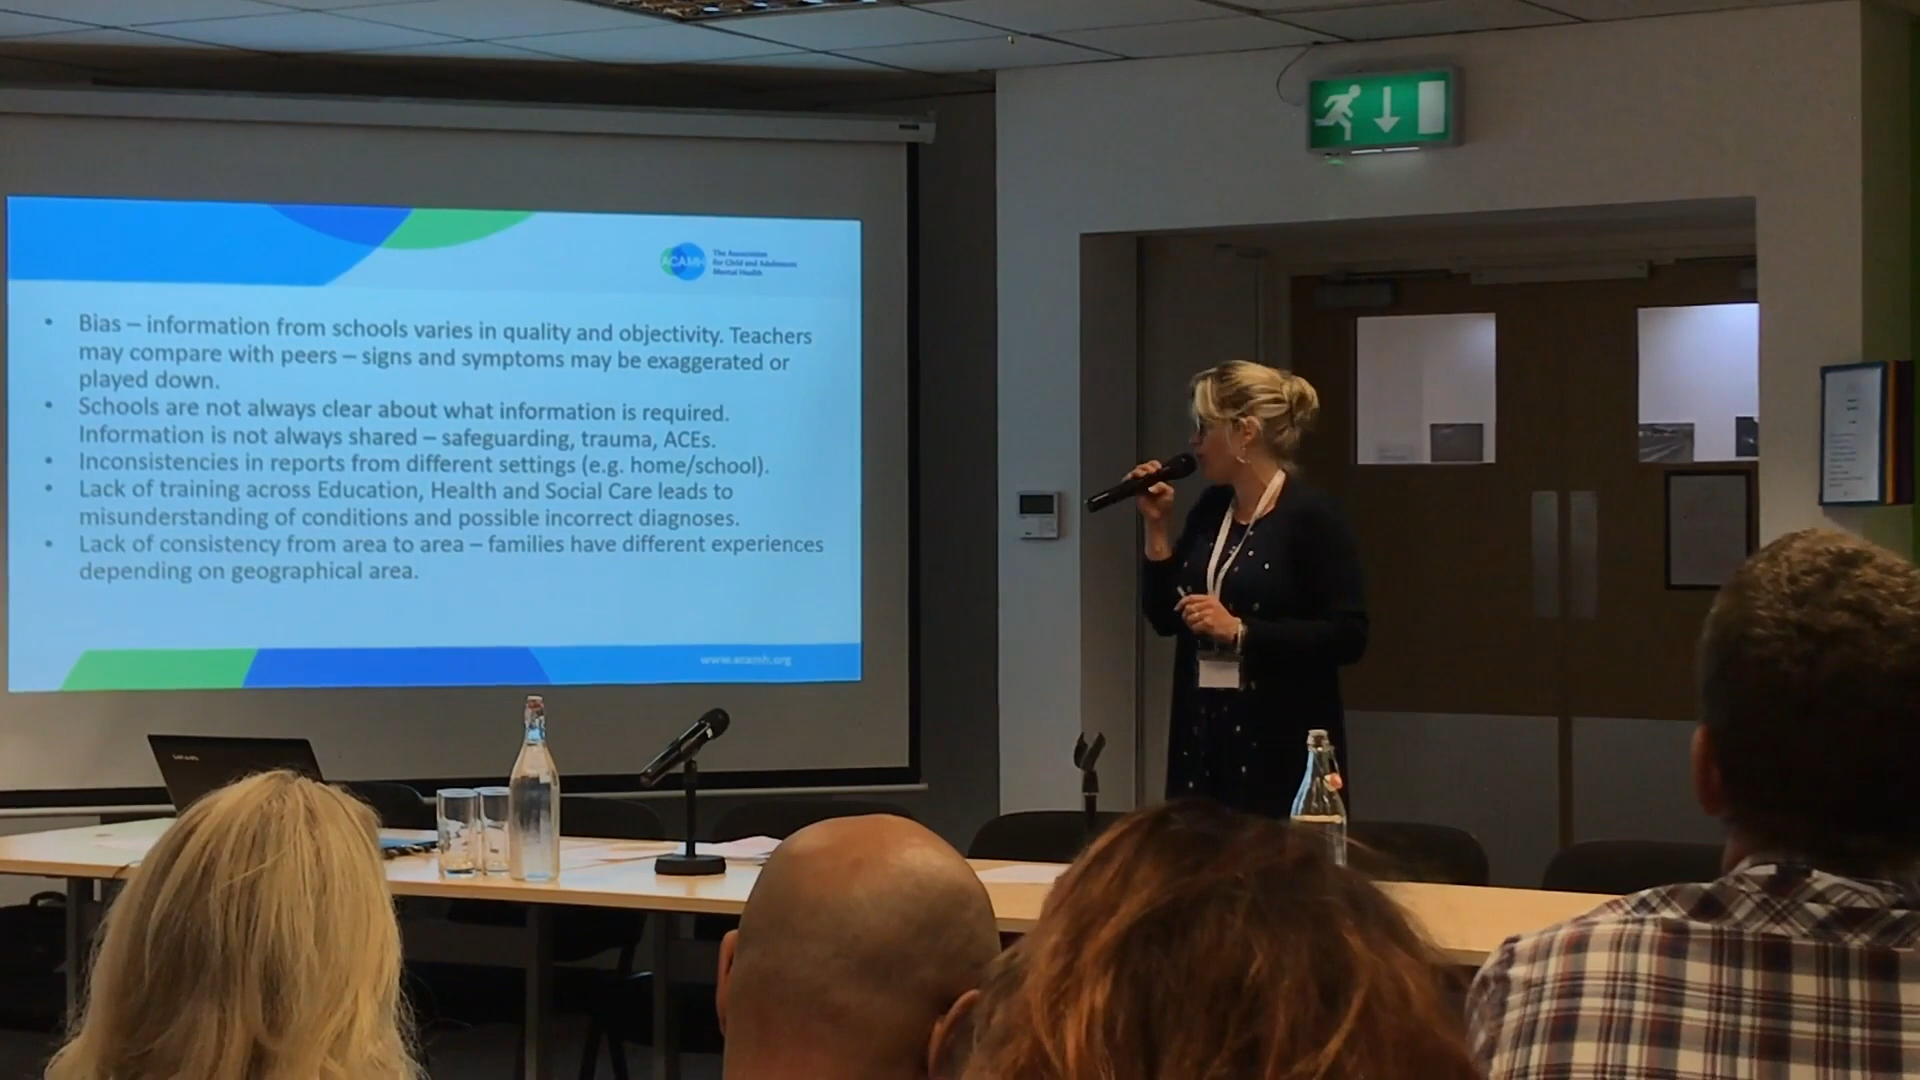 ACAMH
The Association
for Child and Adolescent
Mental Health
• Bias – information from schools varies in quality and objectivity. Teachers
may compare with peers – signs and symptoms may be exaggerated or
played down.
• Schools are not always clear about what information is required.
Information is not always shared – safeguarding, trauma, ACEs.
• Inconsistencies in reports from different settings (e.g. home/school).
• Lack of training across Education, Health and Social Care leads to
misunderstanding of conditions and possible incorrect diagnoses.
• Lack of consistency from area to area – families have different experiences
depending on geographical area.
www.acamh.org